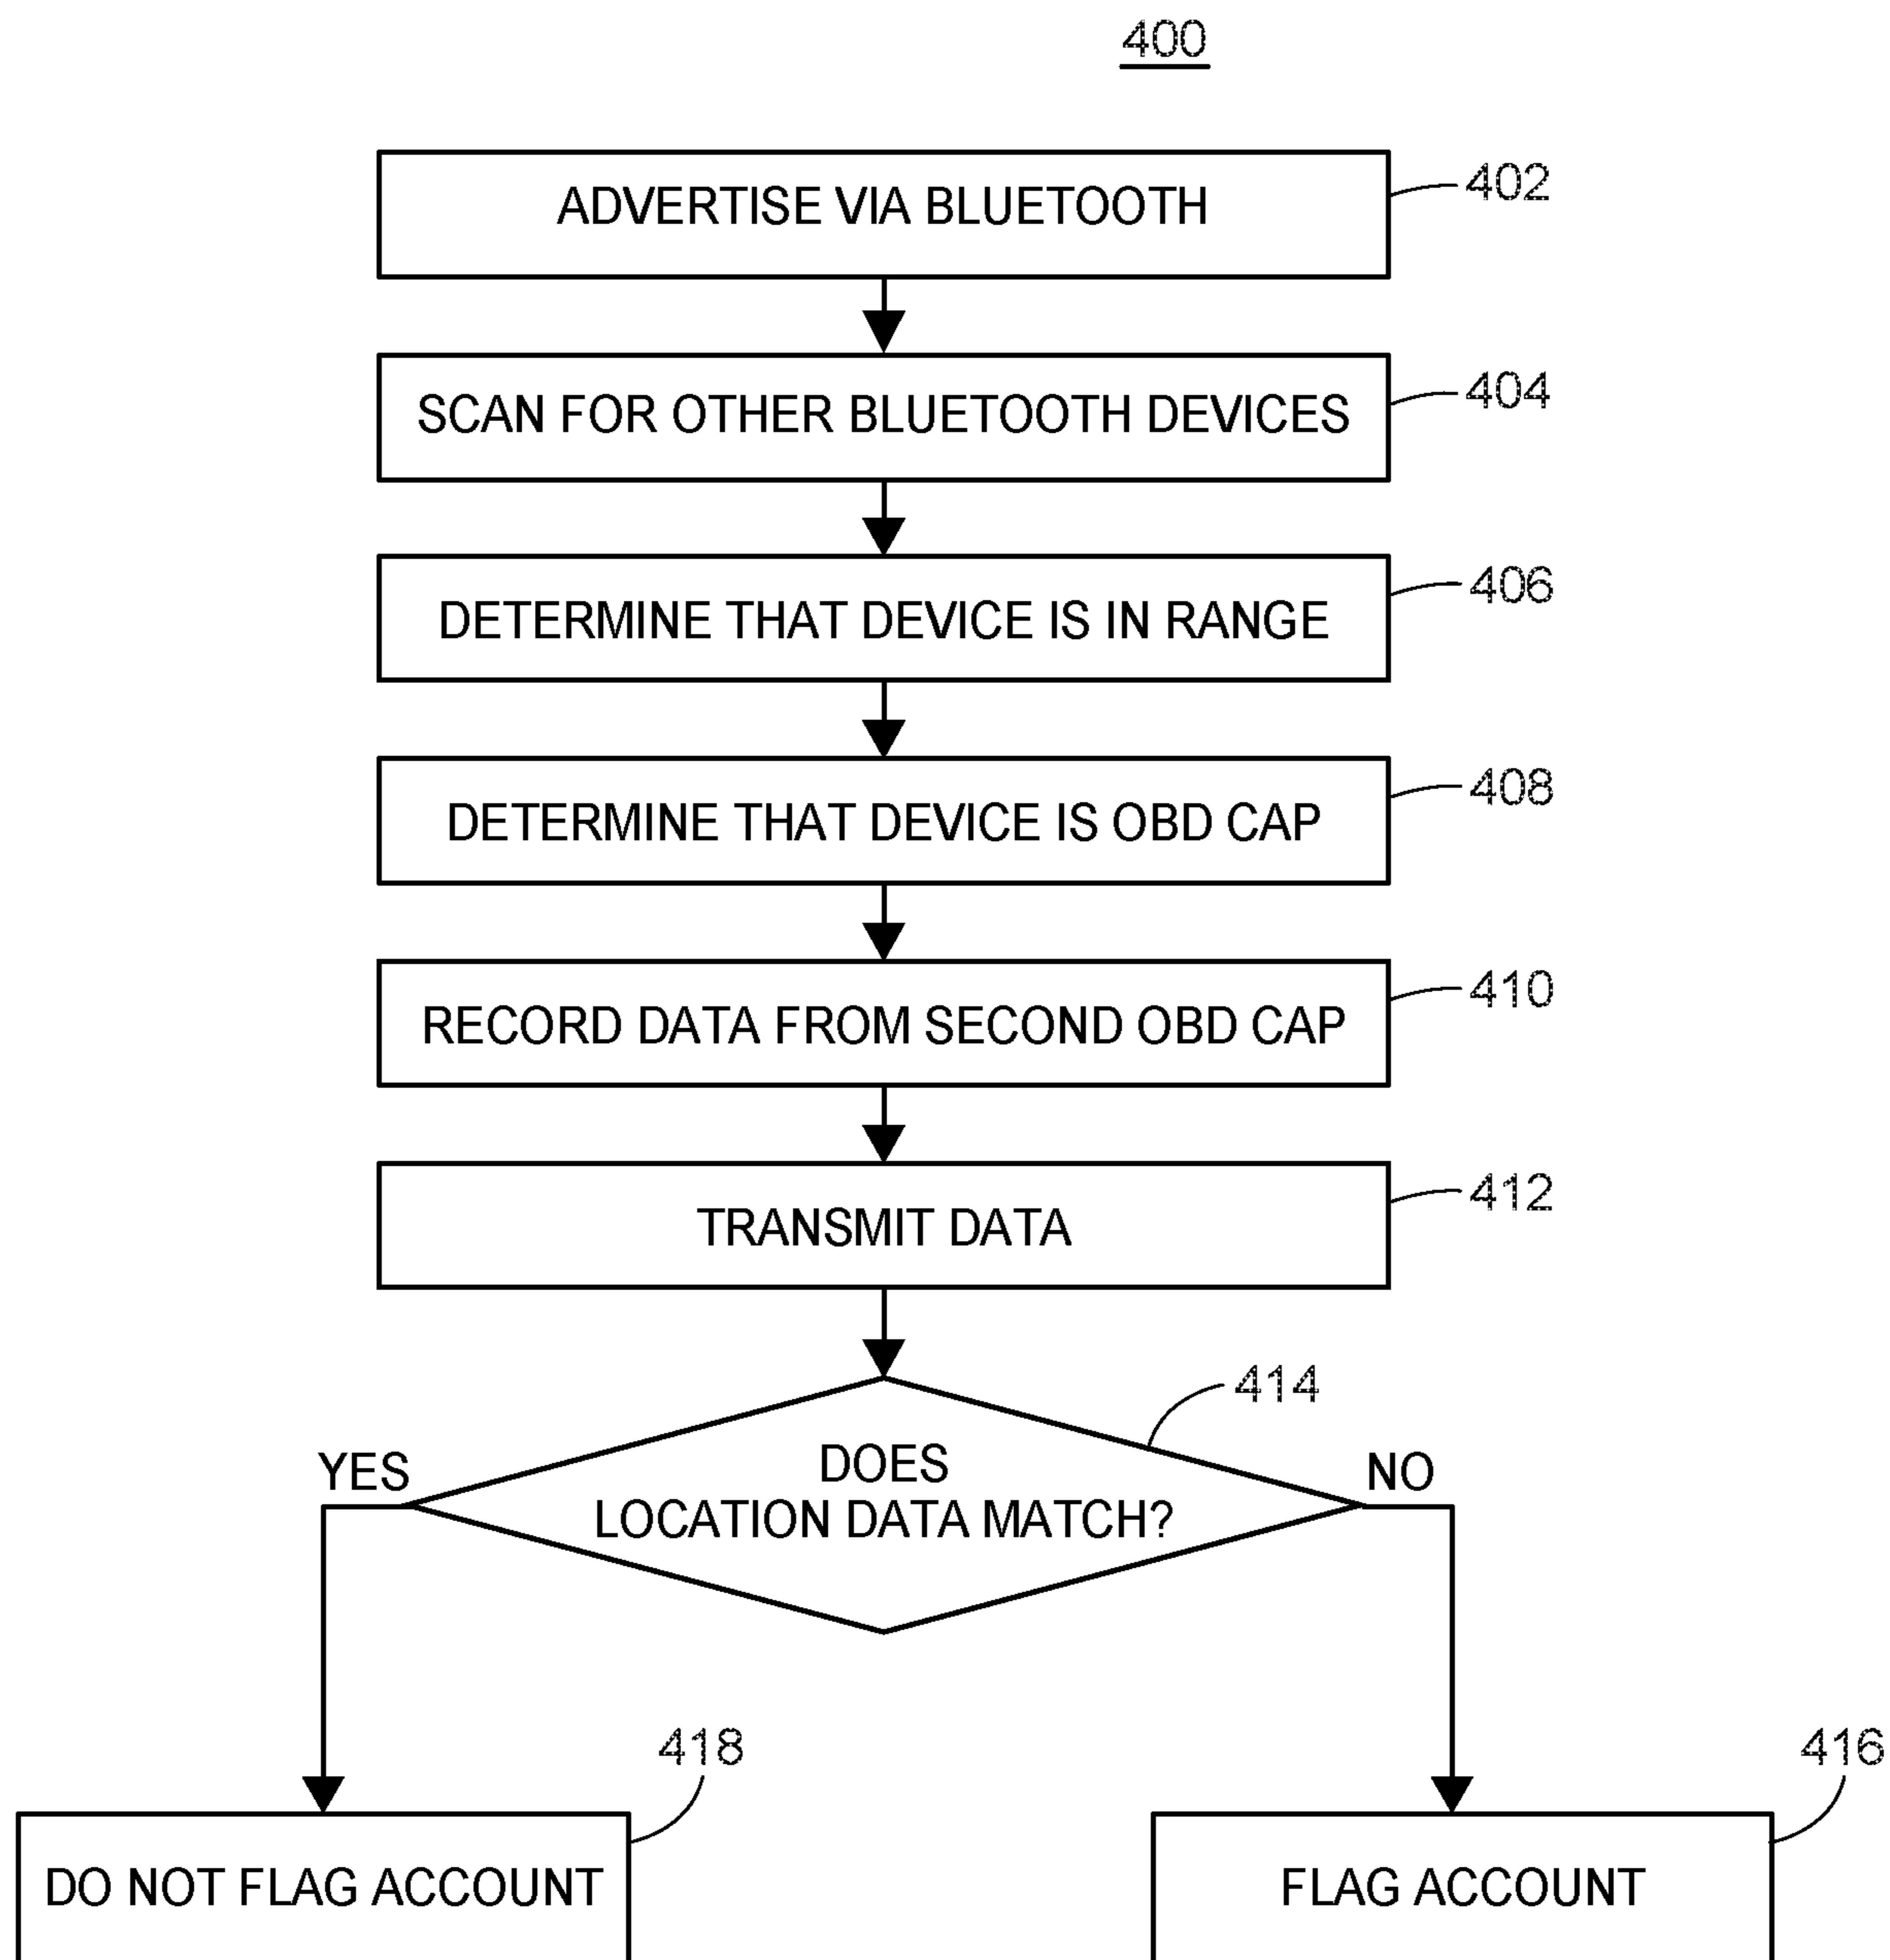 400
ADVERTISE VIA BLUETOOTH
402
SCAN FOR OTHER BLUETOOTH DEVICES
404
DETERMINE THAT DEVICE IS IN RANGE
406
DETERMINE THAT DEVICE IS OBD CAP
408
RECORD DATA FROM SECOND OBD CAP
410
TRANSMIT DATA
412
414
DOES
LOCATION DATA MATCH?
YES
NO
418
DO NOT FLAG ACCOUNT
416
FLAG ACCOUNT